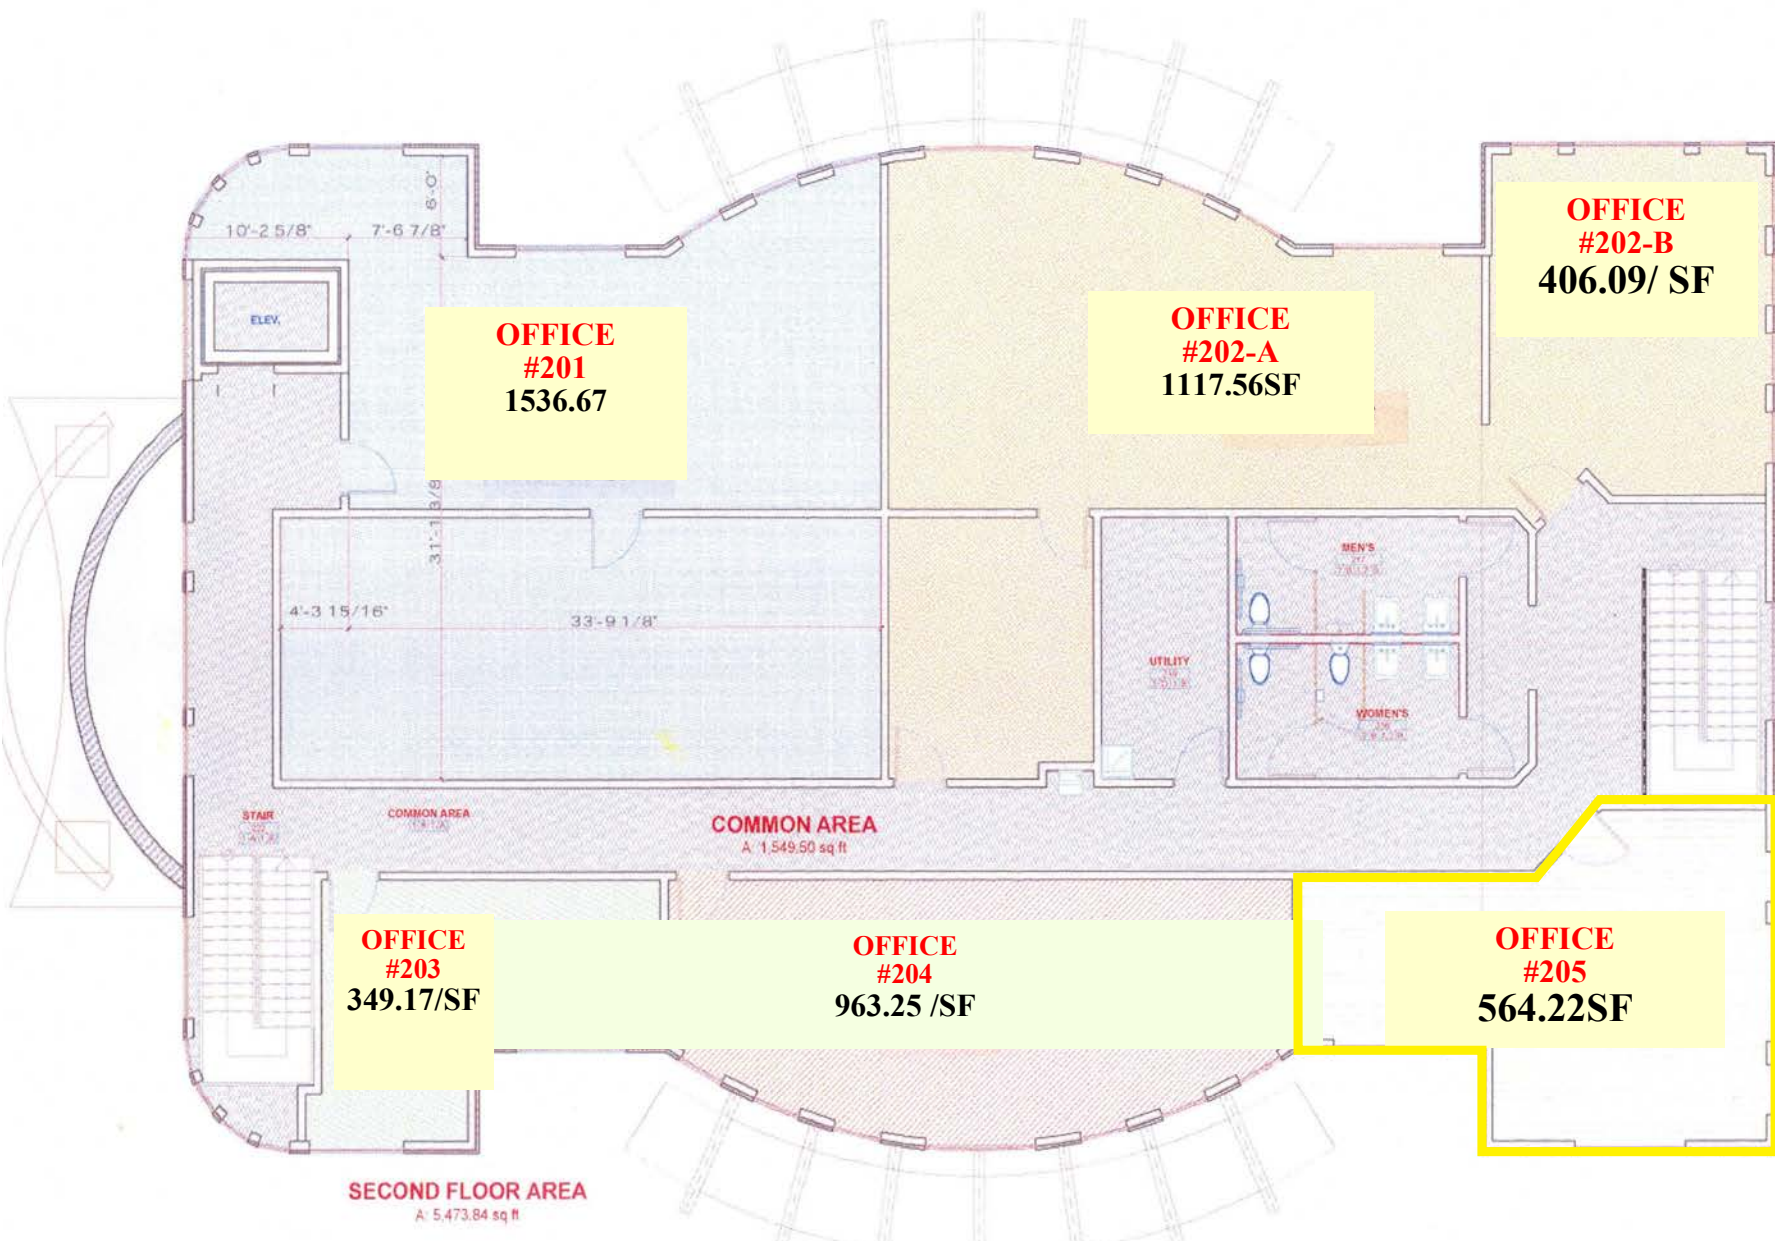 6'-0"
10'-2 5/8"
7'-6 7/8"
ELEV.
OFFICE
#201
1536.67
OFFICE
#202-A
1117.56SF
OFFICE
#202-B
406.09/ SF
31'-1 3/8
4'-3 15/16"
33'-9 1/8"
MEN'S
UTILITY
WOMEN'S
STAIR
COMMON AREA
COMMON AREA
A: 1,549.50 sq ft
OFFICE
#203
349.17/SF
OFFICE
#204
963.25 /SF
OFFICE
#205
564.22SF
SECOND FLOOR AREA
A: 5,473.84 sq ft